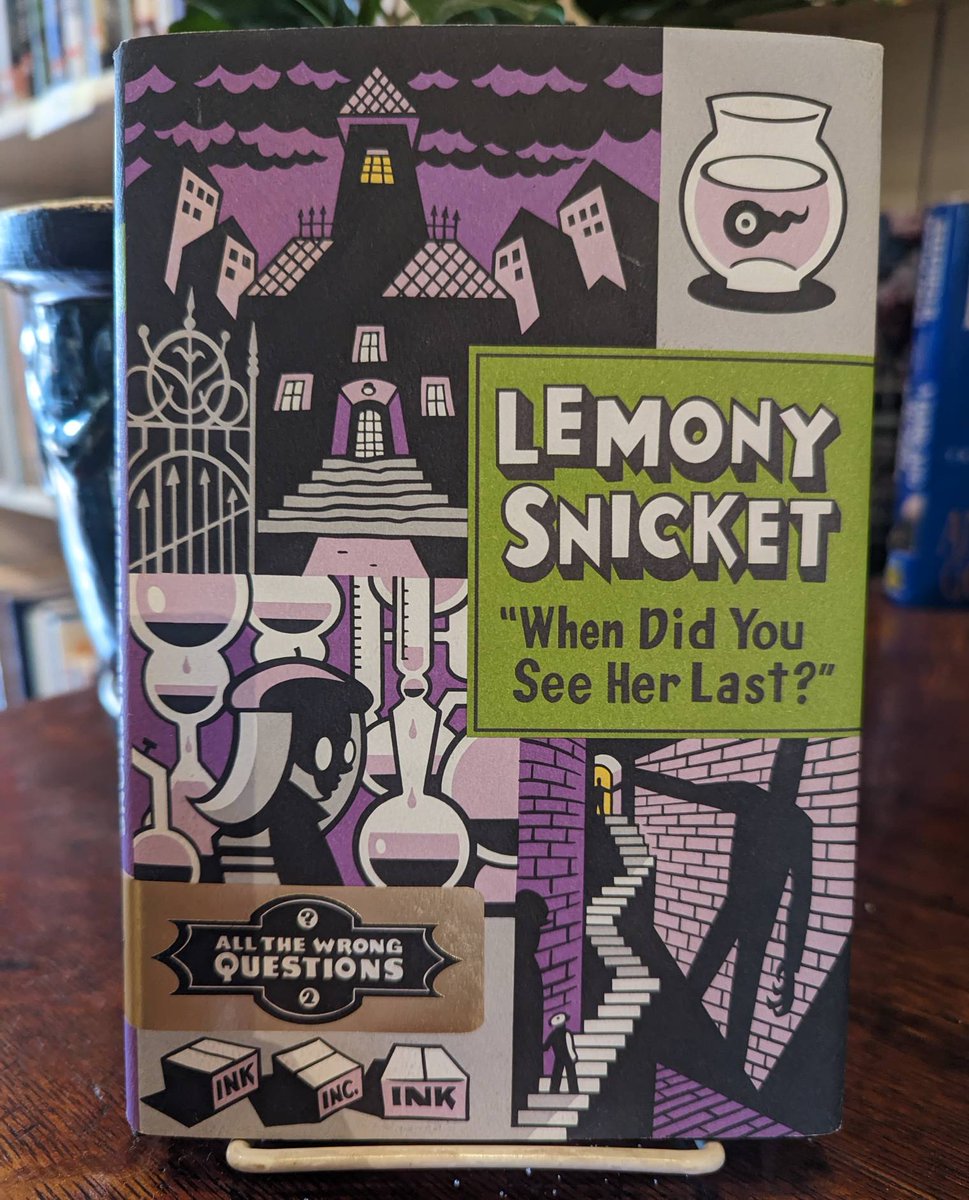 LEMONY
SNICKET
"When Did You
See Her Last?"
?
ALL THE WRONG
QUESTIONS
2
INK
INC.
INK